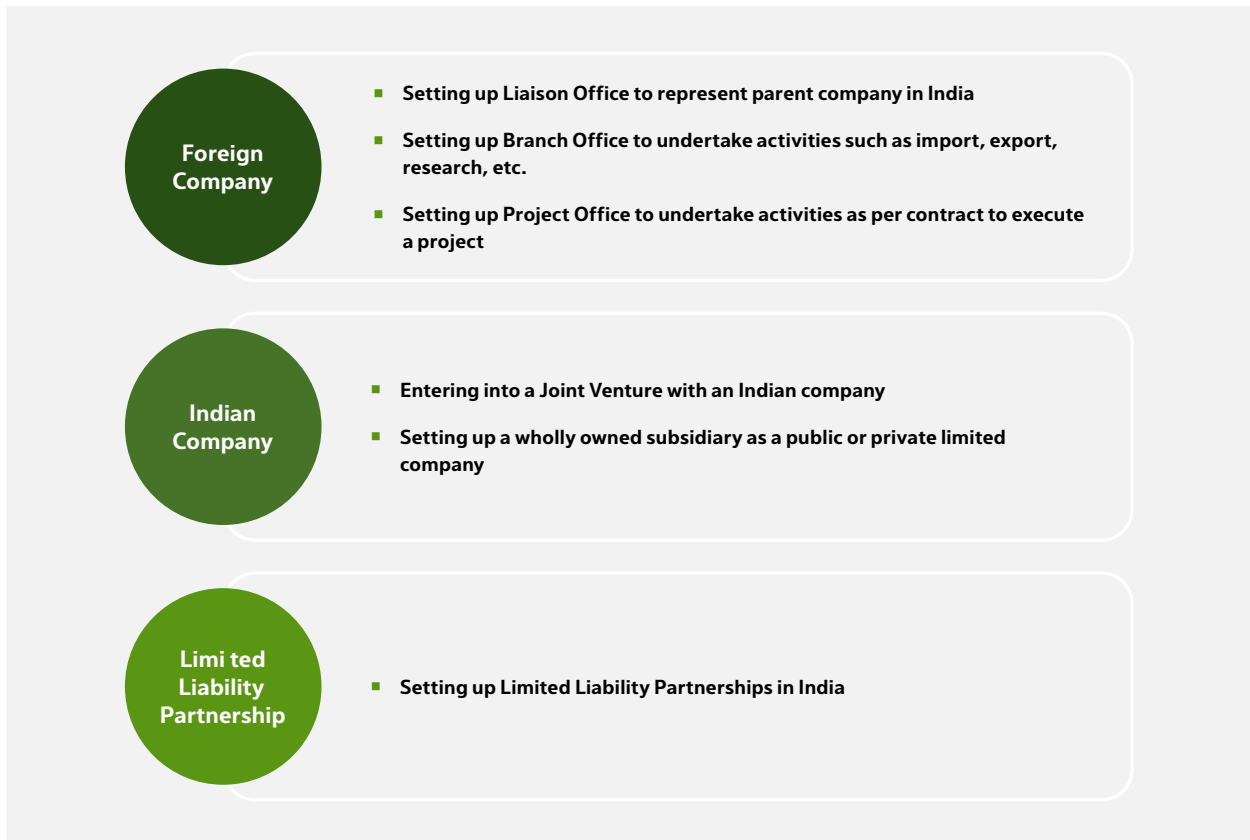 Foreign
Company
▪ Setting up Liaison Office to represent parent company in India
▪ Setting up Branch Office to undertake activities such as import, export,
research, etc.
▪ Setting up Project Office to undertake activities as per contract to execute
a project
Indian
Company
▪ Entering into a Joint Venture with an Indian company
▪ Setting up a wholly owned subsidiary as a public or private limited
company
Limi ted
Liability
Partnership
▪ Setting up Limited Liability Partnerships in India